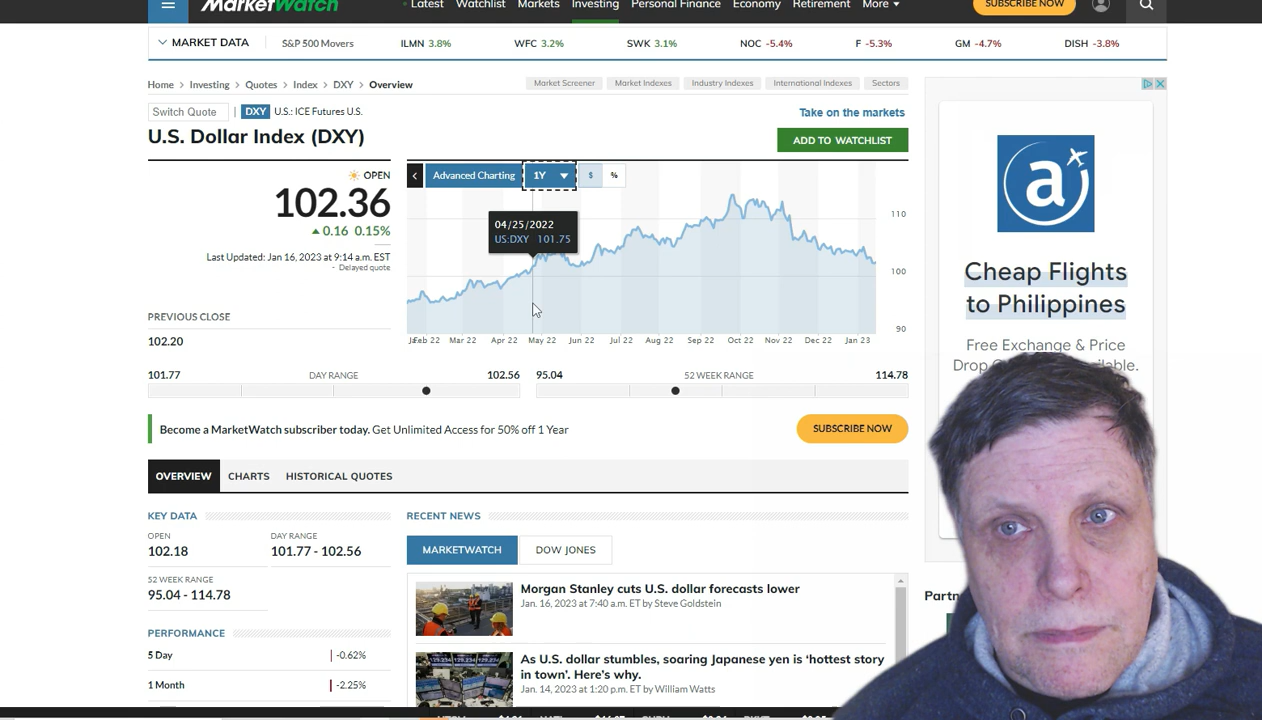 MarketWatch
Latest Watchlist Markets Investing Personal Finance Economy Retirement More
SUBSCRIBE NOW
MARKET DATA
S&P 500 Movers
ILMN 3.8%
WFC 3.2%
SWK 3.1%
NOC -5.4%
F -5.3%
GM -4.7%
DISH -3.8%
Home > Investing > Quotes > Index > DXY > Overview
Market Screener
Market Indexes
Industry Indexes
International Indexes
Sectors
Switch Quote | DXY U.S.: ICE Futures U.S.
Take on the markets
U.S. Dollar Index (DXY)
ADD TO WATCHLIST
OPEN
102.36
0.16 0.15%
Last Updated: Jan 16, 2023 at 9:14 a.m. EST
- Delayed quote
PREVIOUS CLOSE
102.20
Advanced Charting
1Y
$
%
04/25/2022
US:DXY 101.75
110
100
90
Feb 22 Mar 22 Apr 22 May 22 Jun 22 Jul 22 Aug 22 Sep 22 Oct 22 Nov 22 Dec 22 Jan 23
101.77 DAY RANGE 102.56
95.04 52 WEEK RANGE 114.78
Become a MarketWatch subscriber today. Get Unlimited Access for 50% off 1 Year
SUBSCRIBE NOW
OVERVIEW
CHARTS
HISTORICAL QUOTES
KEY DATA
OPEN
102.18
DAY RANGE
101.77 - 102.56
52 WEEK RANGE
95.04 - 114.78
PERFORMANCE
5 Day -0.62%
1 Month -2.25%
RECENT NEWS
MARKETWATCH
DOW JONES
Morgan Stanley cuts U.S. dollar forecasts lower
Jan. 16, 2023 at 7:40 a.m. ET by Steve Goldstein
As U.S. dollar stumbles, soaring Japanese yen is ‘hottest story
in town’. Here’s why.
Jan. 14, 2023 at 1:20 p.m. ET by William Watts
a
Cheap Flights
to Philippines
Free Exchange & Price